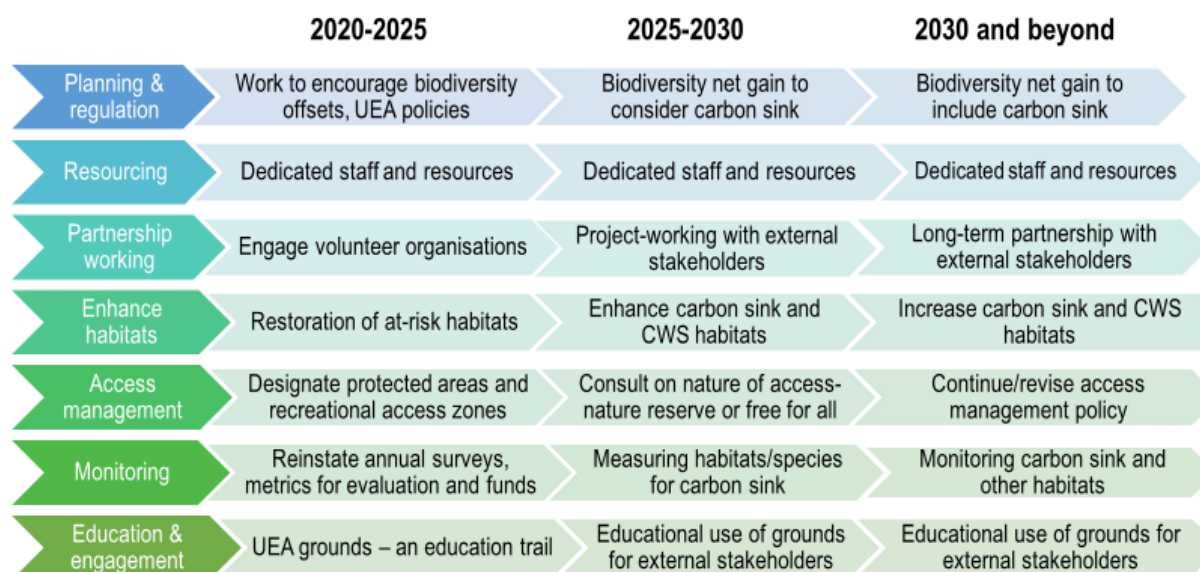 2020-2025 2025-2030 2030 and beyond
Planning &
regulation
Work to encourage biodiversity
offsets, UEA policies
Biodiversity net gain to
consider carbon sink
Biodiversity net gain to
include carbon sink
Resourcing
Dedicated staff and resources
Dedicated staff and resources
Dedicated staff and resources
Partnership
working
Engage volunteer organisations
Project-working with external
stakeholders
Long-term partnership with
external stakeholders
Enhance
habitats
Restoration of at-risk habitats
Enhance carbon sink and
CWS habitats
Increase carbon sink and CWS
habitats
Access
management
Designate protected areas and
recreational access zones
Consult on nature of access-
nature reserve or free for all
Continue/revise access
management policy
Monitoring
Reinstate annual surveys,
metrics for evaluation and funds
Measuring habitats/species
for carbon sink
Monitoring carbon sink and
other habitats
Education &
engagement
UEA grounds – an education trail
Educational use of grounds
for external stakeholders
Educational use of grounds for
external stakeholders